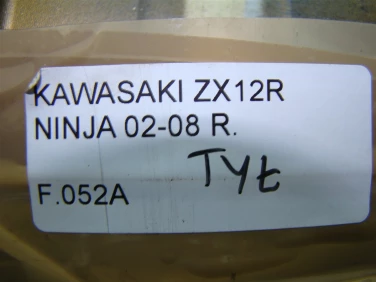 KAWASAKI ZX12R
NINJA 02-08 R.
TYŁ
F.052A